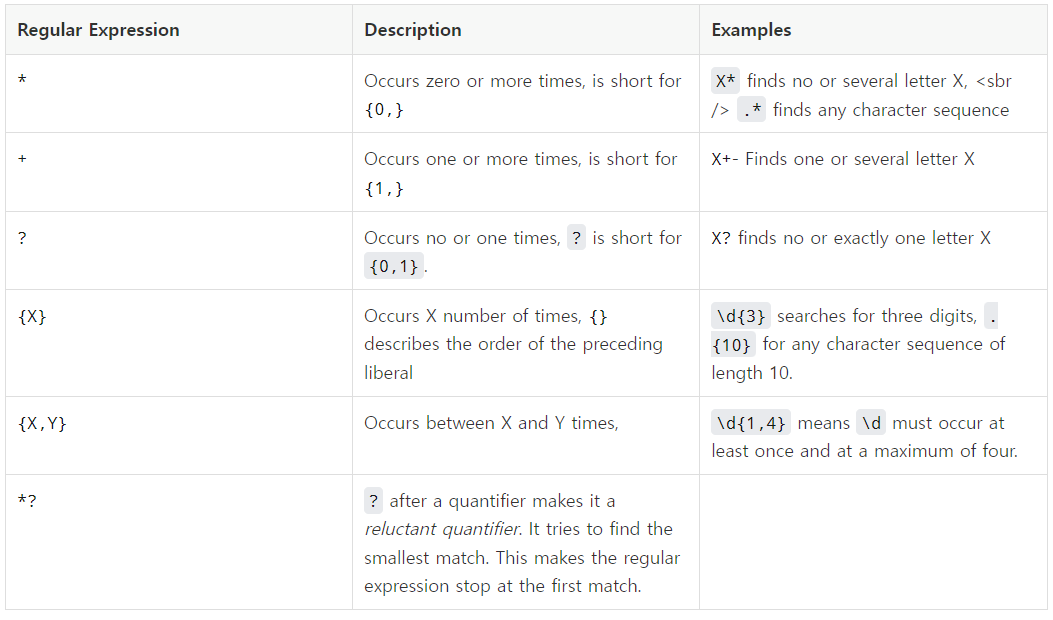 Regular Expression Description Examples
* Occurs zero or more times, is short for X* finds no or several letter X, <sbr
{0,} /> .* finds any character sequence
+ Occurs one or more times, is short for X+- Finds one or several letter X
{1,}
? Occurs no or one times, ? is short for X? finds no or exactly one letter X
{0,1}.
{X} Occurs X number of times, {} \d{3} searches for three digits, .
describes the order of the preceding {10} for any character sequence of
liberal length 10.
{X,Y} Occurs between X and Y times, \d{1,4} means \d must occur at
least once and at a maximum of four.
*? ? after a quantifier makes it a
reluctant quantifier. It tries to find the
smallest match. This makes the regular
expression stop at the first match.